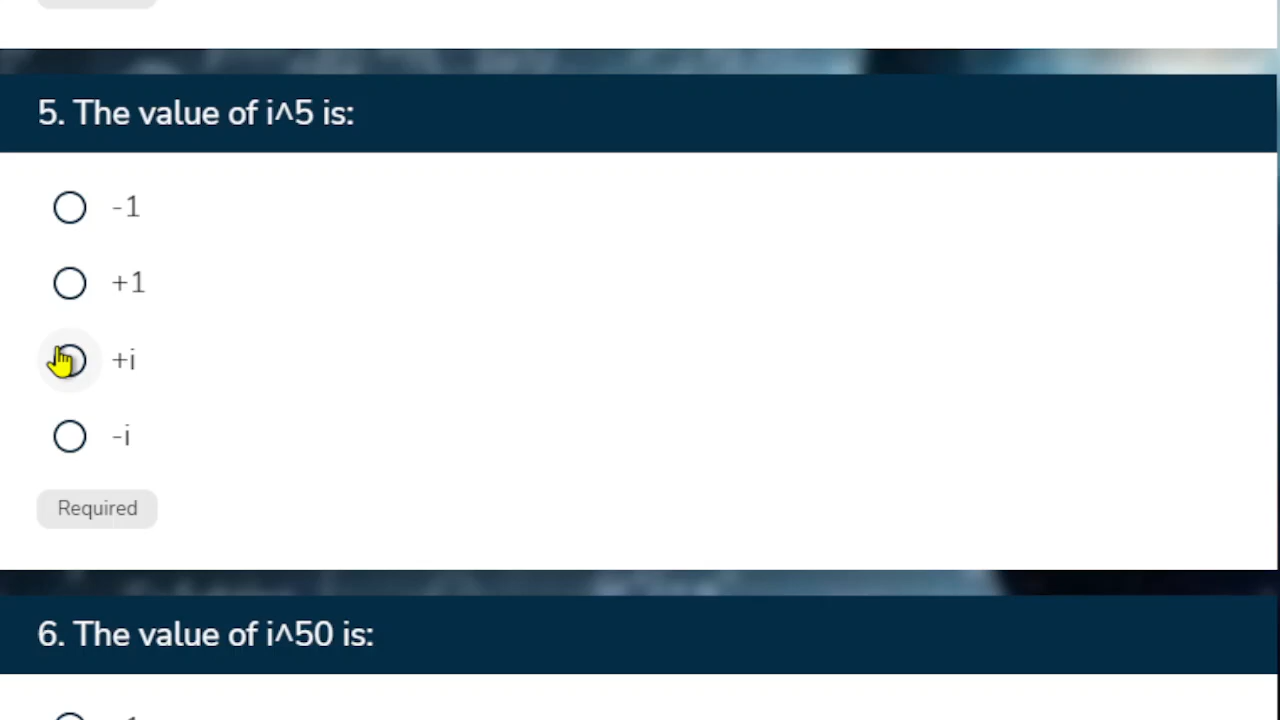 5. The value of i^5 is:
-1
+1
+i
-i
Required
6. The value of i^50 is: